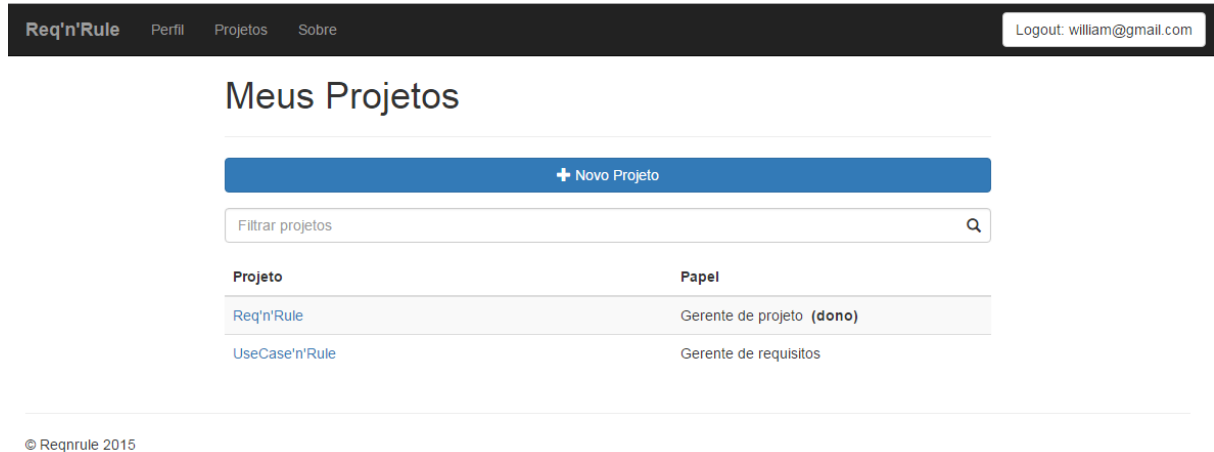 Req'n'Rule Perfil Projetos Sobre Logout: william@gmail.com
Meus Projetos
Novo Projeto
Filtrar projetos
Projeto Papel
Req'n'Rule Gerente de projeto (dono)
UseCase'n'Rule Gerente de requisitos
© Reqnrule 2015